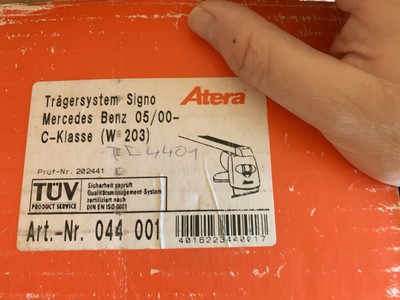 Trägersystem Signo
Atera
Mercedes Benz 05/00-
C-Klasse (W 203)
Prüf-Nr. 202441
TÜV
PRODUCT SERVICE
Sicherheit geprüft
Qualitätsmanagement-System
zertifiziert nach
DIN EN ISO 9001
Art.-Nr. 044 001
4018223440017